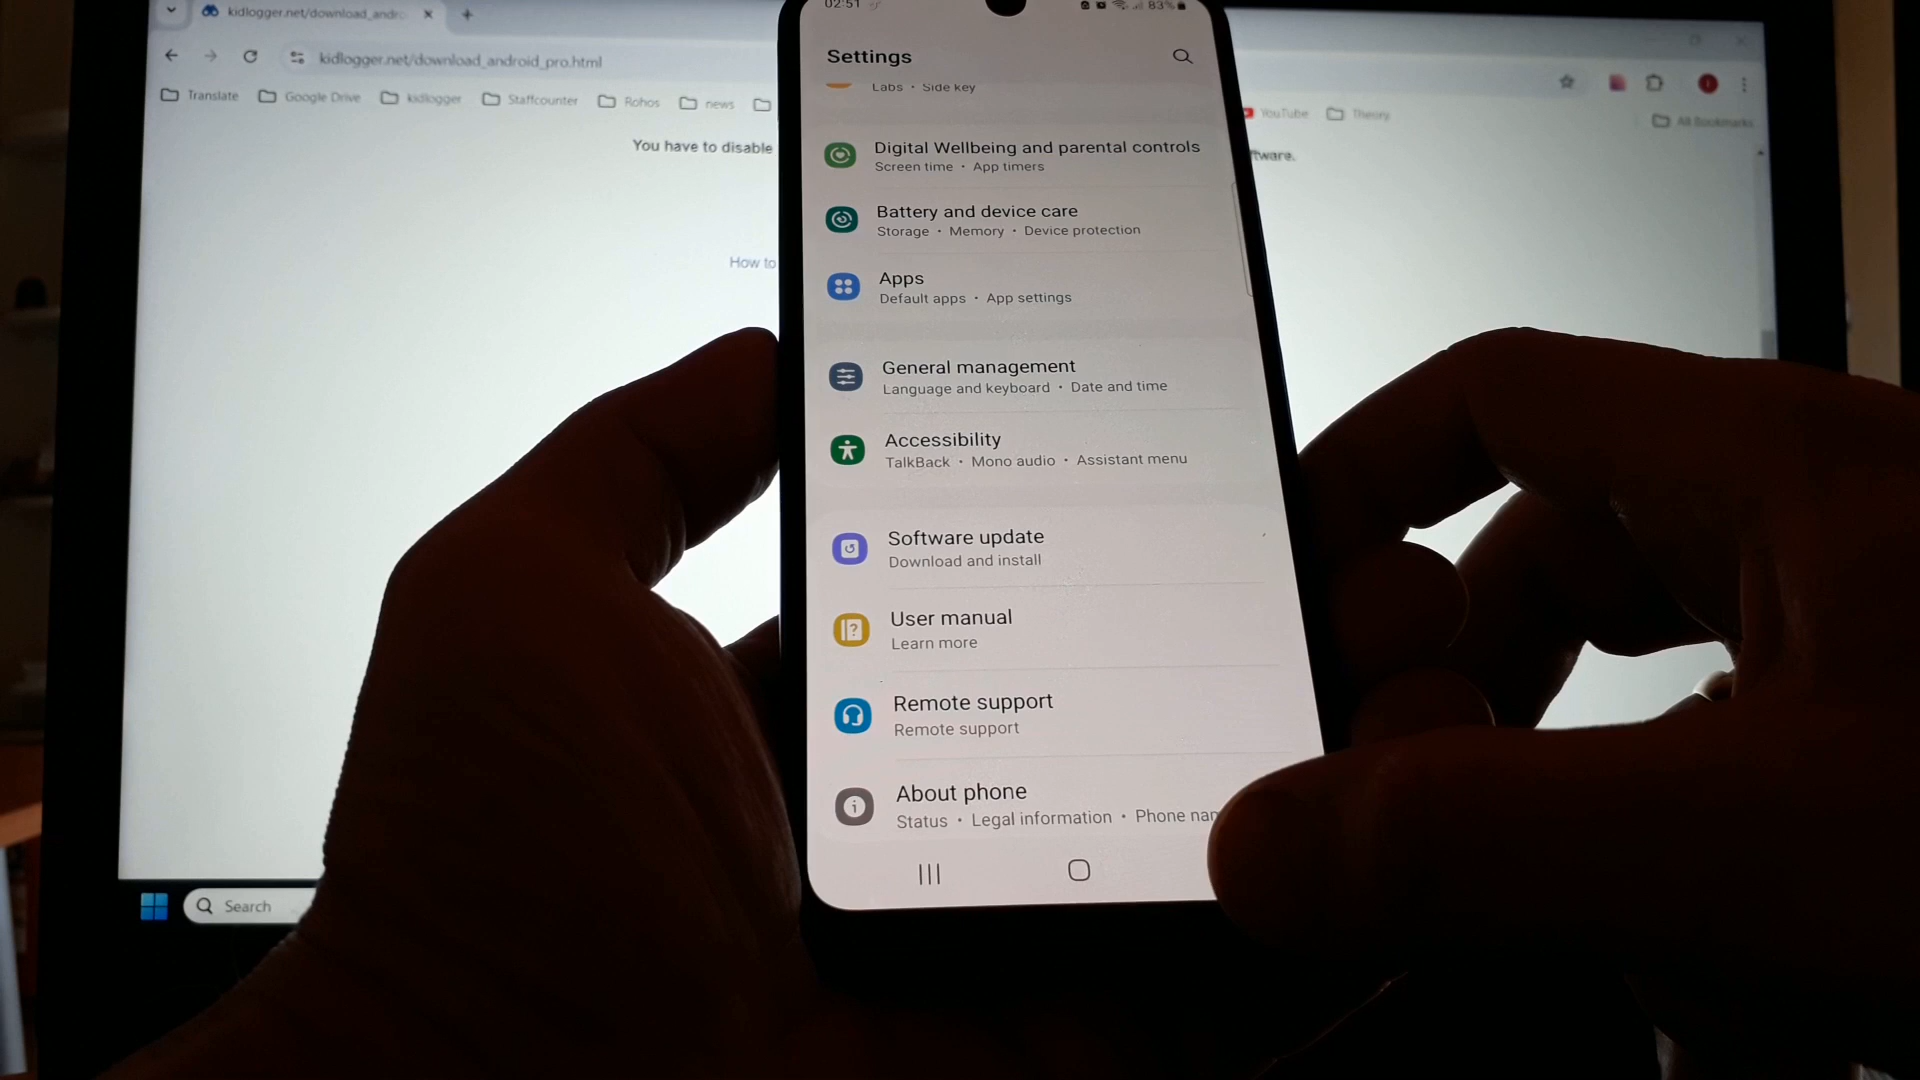 kidlogger.net/download_andro
kidlogger.net/download_android_pro.html
Translate
Google Drive
kidlogger
Staffcounter
Rohos
news
YouTube
Theory
All Bookmarks
You have to disable
ftware.
How to
Search
02:51
83%
Settings
Labs • Side key
Digital Wellbeing and parental controls
Screen time • App timers
Battery and device care
Storage • Memory • Device protection
Apps
Default apps • App settings
General management
Language and keyboard • Date and time
Accessibility
TalkBack • Mono audio • Assistant menu
Software update
Download and install
User manual
Learn more
Remote support
Remote support
About phone
Status • Legal information • Phone nam